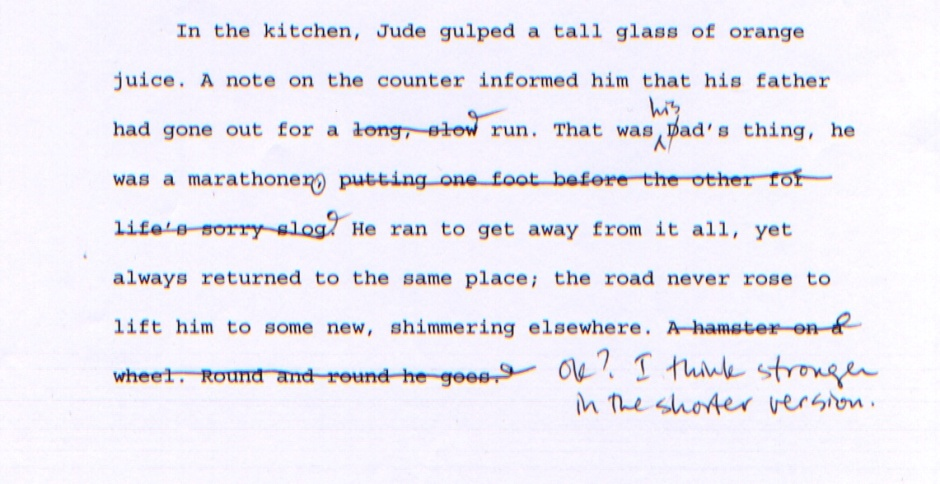 In the kitchen, Jude gulped a tall glass of orange
juice. A note on the counter informed him that his father
his
had gone out for a long, slow run. That was Dad's thing, he
was a marathoner, putting one foot before the other for
life's sorry slog. He ran to get away from it all, yet
always returned to the same place; the road never rose to
lift him to some new, shimmering elsewhere. A hamster on a
wheel. Round and round he goes. Ok? I think stronger
in the shorter version.